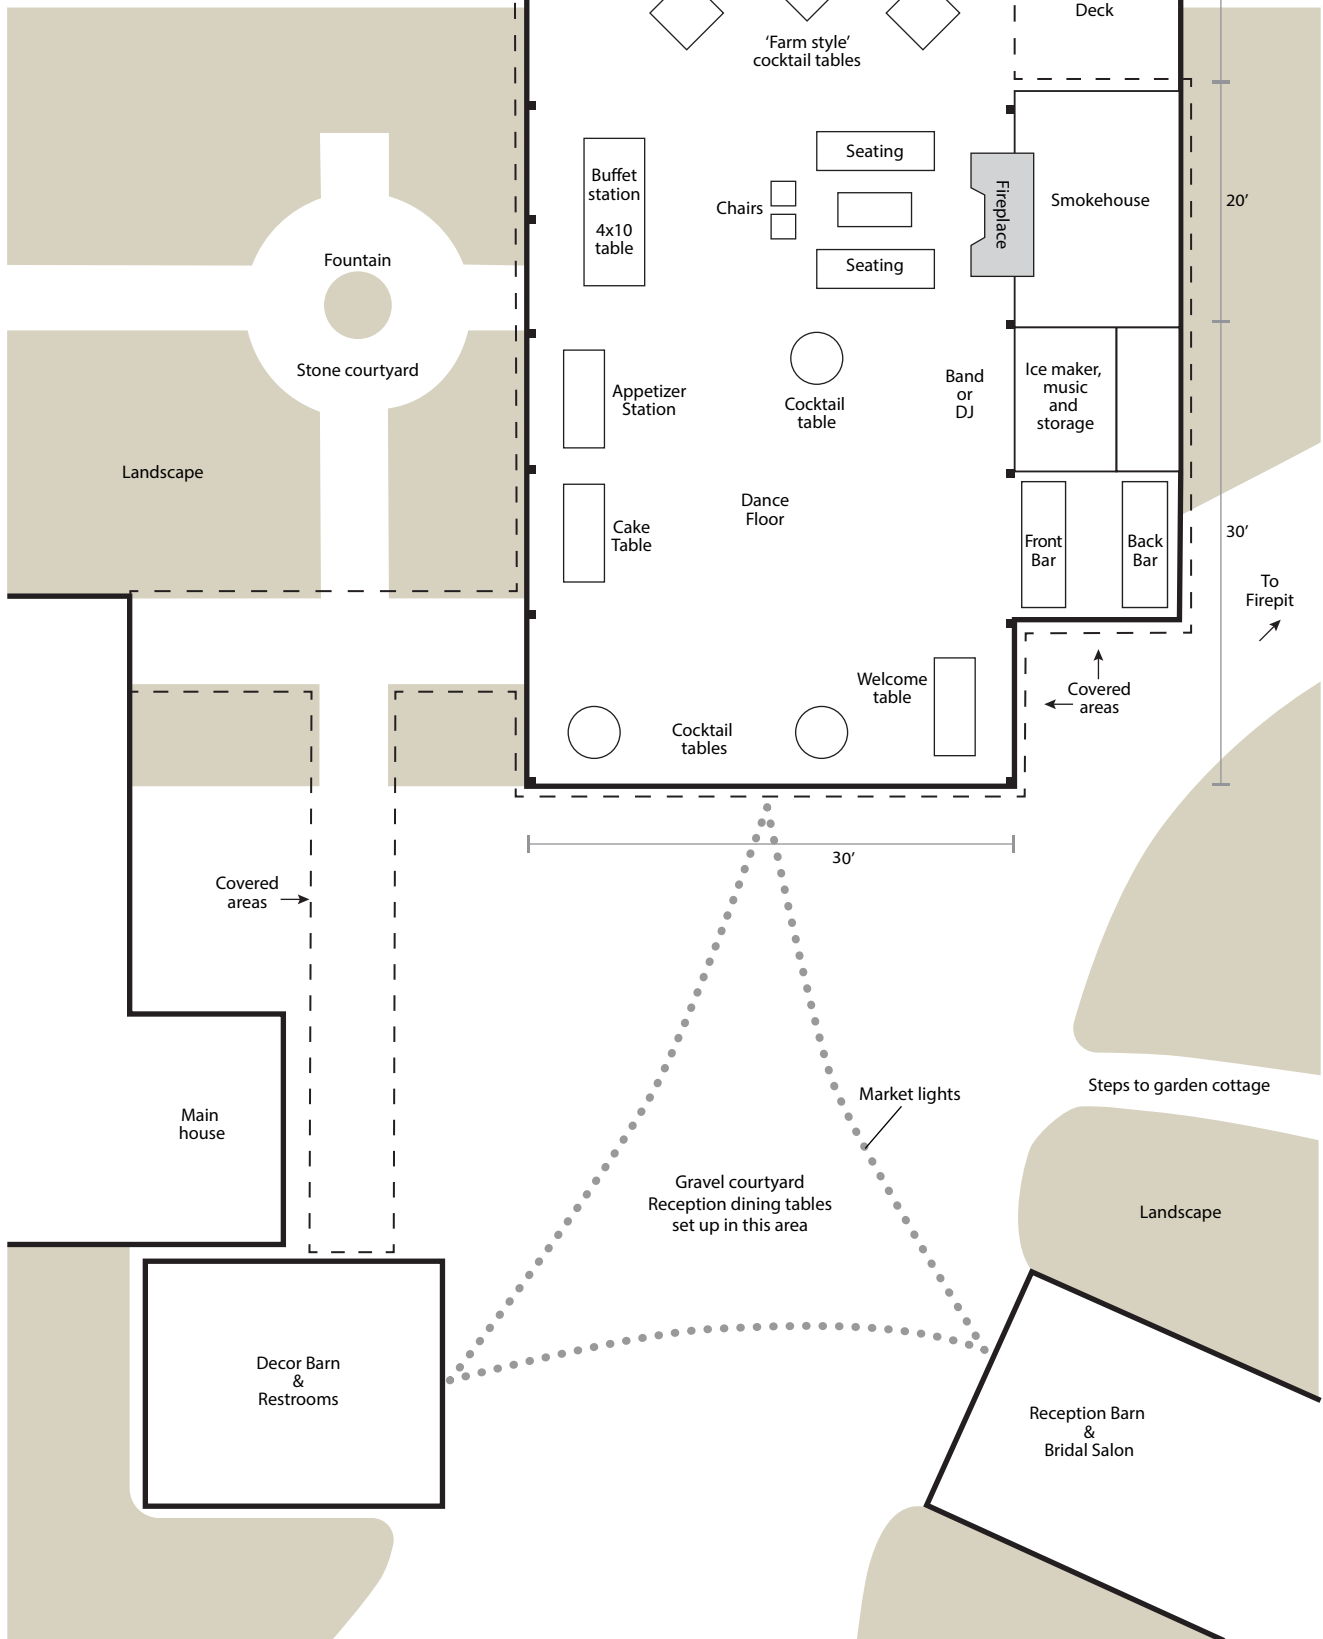 Deck
‘Farm style’
cocktail tables
Buffet
station
4x10
table
Seating
Chairs
Seating
Fireplace
Smokehouse
20’
Fountain
Stone courtyard
Landscape
Appetizer
Station
Cocktail
table
Band
or
DJ
Ice maker,
music
and
storage
Cake
Table
Dance
Floor
Front
Bar
Back
Bar
30’
To
Firepit
Welcome
table
Covered
areas
Cocktail
tables
30’
Covered
areas
Main
house
Market lights
Steps to garden cottage
Gravel courtyard
Reception dining tables
set up in this area
Landscape
Decor Barn
&
Restrooms
Reception Barn
&
Bridal Salon